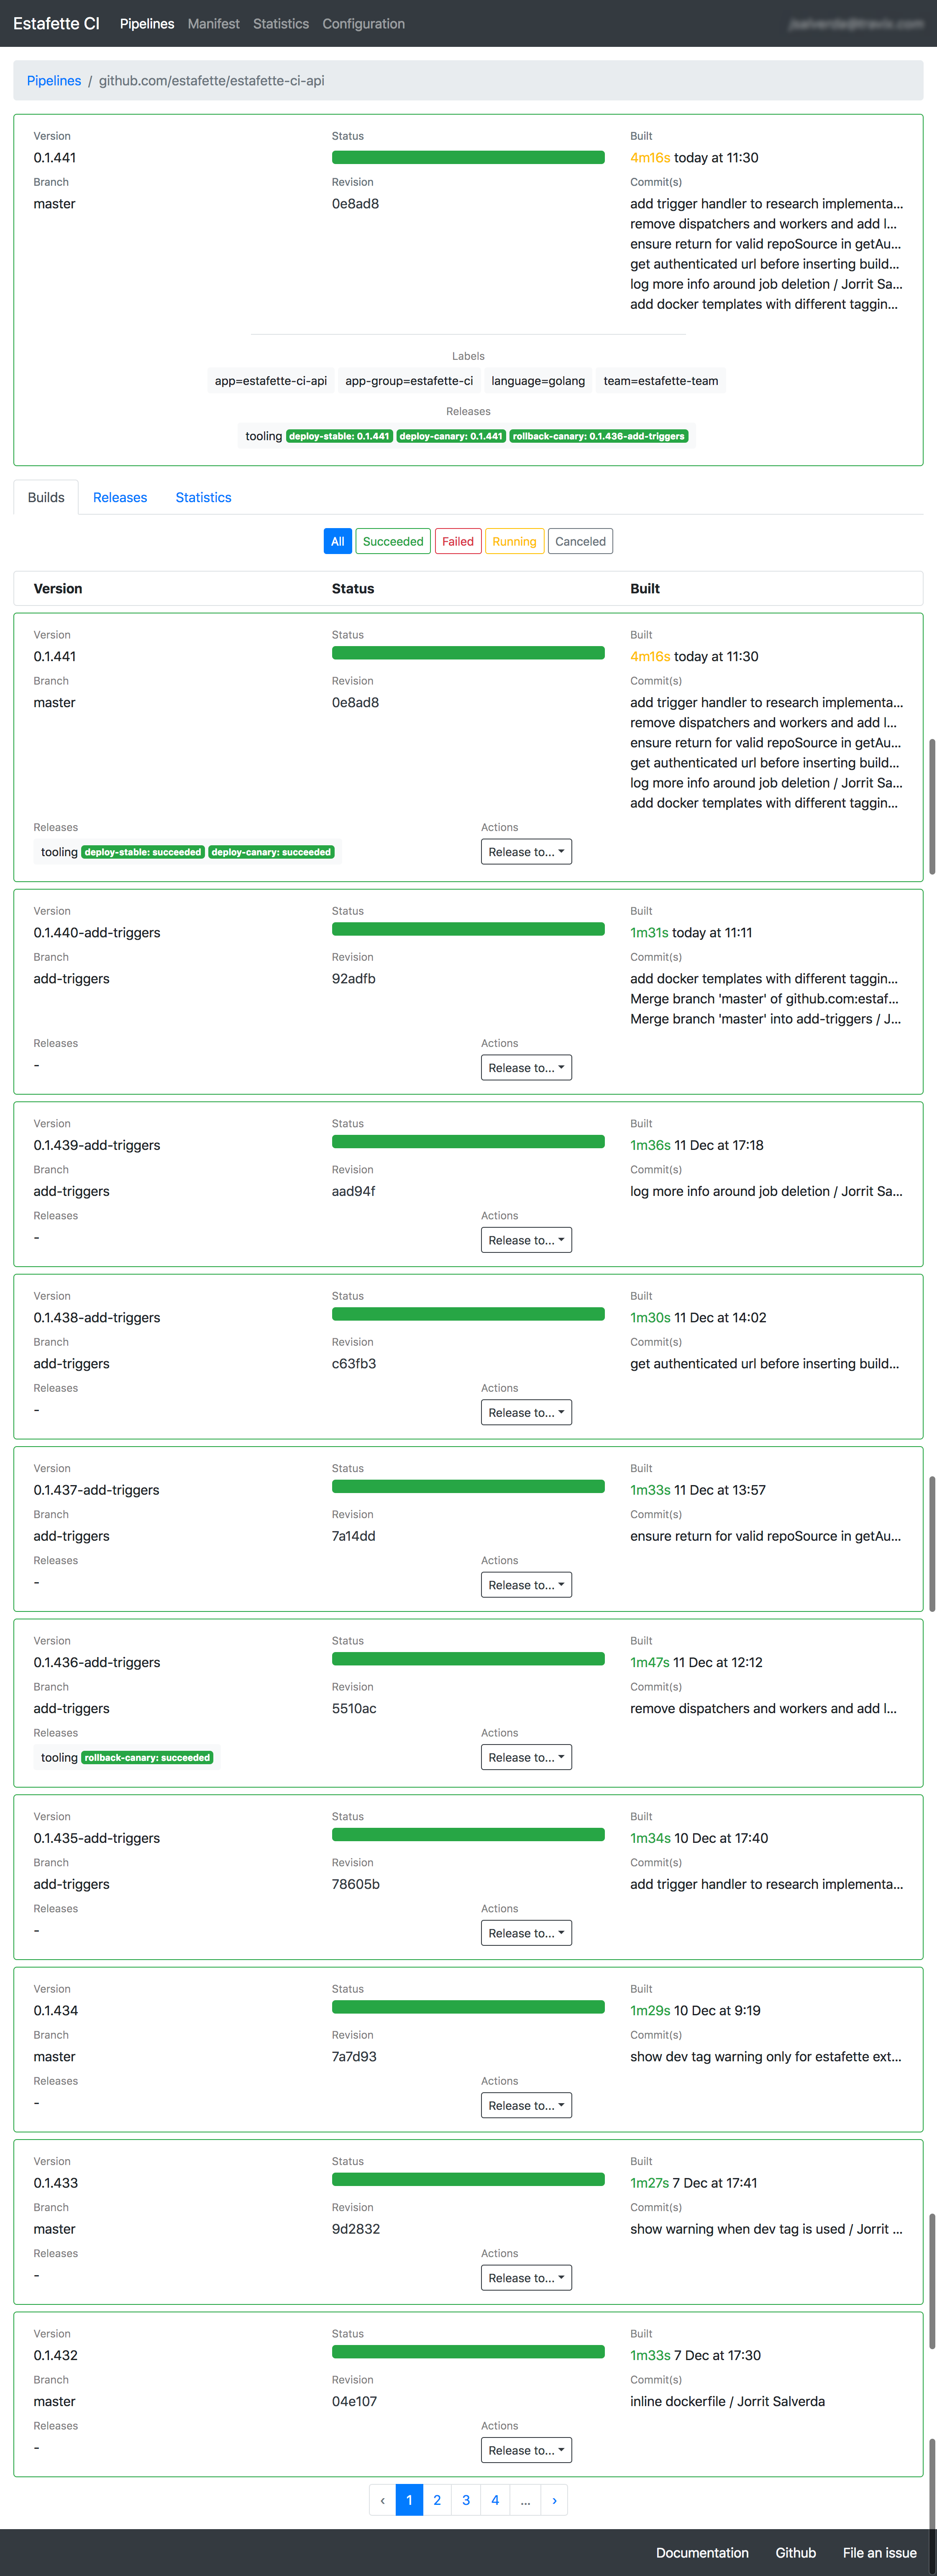 Estafette CI Pipelines Manifest Statistics Configuration
Pipelines / github.com/estafette/estafette-ci-api
Version Status Built
0.1.441 4m16s today at 11:30
Branch Revision Commit(s)
master 0e8ad8 add trigger handler to research implementa...
remove dispatchers and workers and add l...
ensure return for valid repoSource in getAu...
get authenticated url before inserting build...
log more info around job deletion / Jorrit Sa...
add docker templates with different taggin...
Labels
app=estafette-ci-api app-group=estafette-ci language=golang team=estafette-team
Releases
tooling deploy-stable: 0.1.441 deploy-canary: 0.1.441 rollback-canary: 0.1.436-add-triggers
Builds Releases Statistics
All Succeeded Failed Running Canceled
Version Status Built
Version Status Built
0.1.441 4m16s today at 11:30
Branch Revision Commit(s)
master 0e8ad8 add trigger handler to research implementa...
remove dispatchers and workers and add l...
ensure return for valid repoSource in getAu...
get authenticated url before inserting build...
log more info around job deletion / Jorrit Sa...
add docker templates with different taggin...
Releases Actions
tooling deploy-stable: succeeded deploy-canary: succeeded Release to...
Version Status Built
0.1.440-add-triggers 1m31s today at 11:11
Branch Revision Commit(s)
add-triggers 92adfb add docker templates with different taggin...
Merge branch 'master' of github.com:estaf...
Merge branch 'master' into add-triggers / J...
Releases Actions
- Release to...
Version Status Built
0.1.439-add-triggers 1m36s 11 Dec at 17:18
Branch Revision Commit(s)
add-triggers aad94f log more info around job deletion / Jorrit Sa...
Releases Actions
- Release to...
Version Status Built
0.1.438-add-triggers 1m30s 11 Dec at 14:02
Branch Revision Commit(s)
add-triggers c63fb3 get authenticated url before inserting build...
Releases Actions
- Release to...
Version Status Built
0.1.437-add-triggers 1m33s 11 Dec at 13:57
Branch Revision Commit(s)
add-triggers 7a14dd ensure return for valid repoSource in getAu...
Releases Actions
- Release to...
Version Status Built
0.1.436-add-triggers 1m47s 11 Dec at 12:12
Branch Revision Commit(s)
add-triggers 5510ac remove dispatchers and workers and add l...
Releases Actions
tooling rollback-canary: succeeded Release to...
Version Status Built
0.1.435-add-triggers 1m34s 10 Dec at 17:40
Branch Revision Commit(s)
add-triggers 78605b add trigger handler to research implementa...
Releases Actions
- Release to...
Version Status Built
0.1.434 1m29s 10 Dec at 9:19
Branch Revision Commit(s)
master 7a7d93 show dev tag warning only for estafette ext...
Releases Actions
- Release to...
Version Status Built
0.1.433 1m27s 7 Dec at 17:41
Branch Revision Commit(s)
master 9d2832 show warning when dev tag is used / Jorrit ...
Releases Actions
- Release to...
Version Status Built
0.1.432 1m33s 7 Dec at 17:30
Branch Revision Commit(s)
master 04e107 inline dockerfile / Jorrit Salverda
Releases Actions
- Release to...
‹ 1 2 3 4 ... ›
Documentation Github File an issue